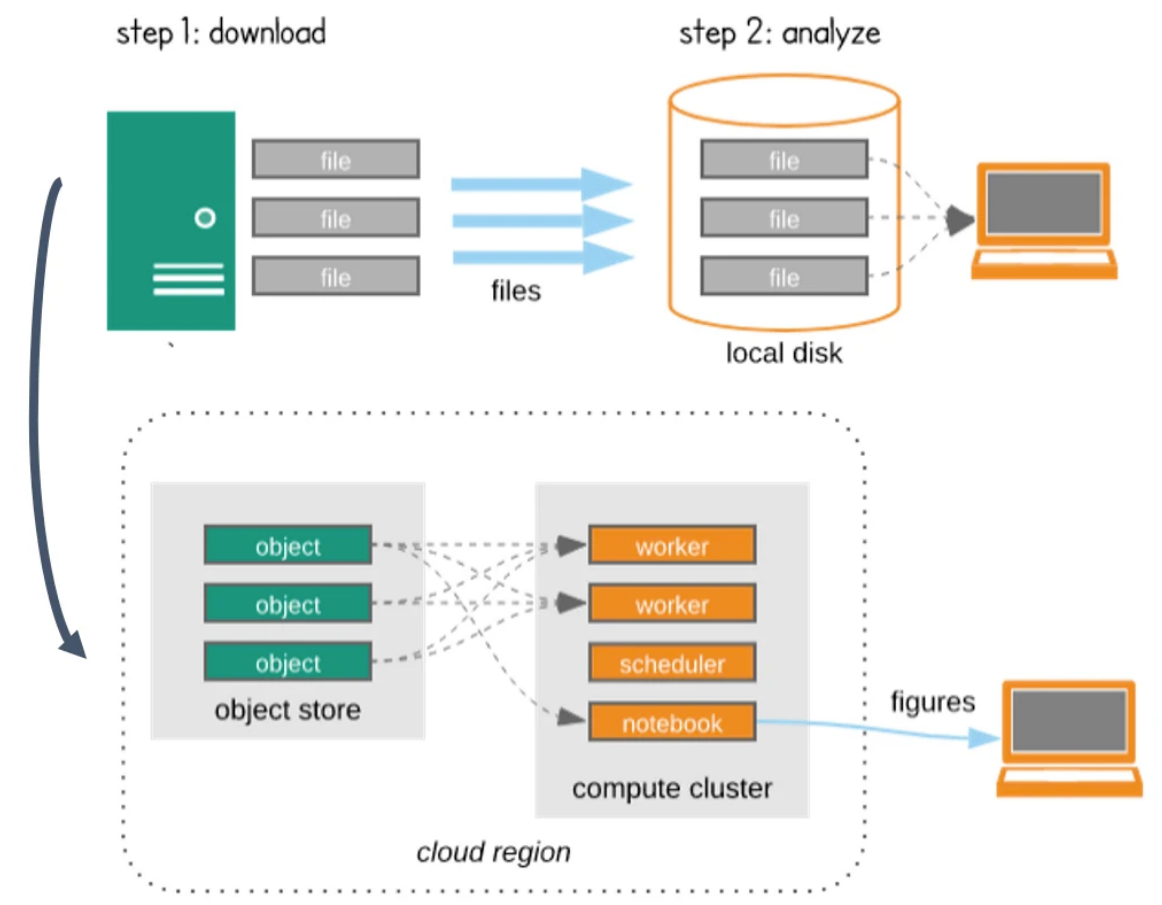 step 1: download
step 2: analyze
file
file
file
files
file
file
file
local disk
object
object
object
object store
worker
worker
scheduler
notebook
compute cluster
figures
cloud region